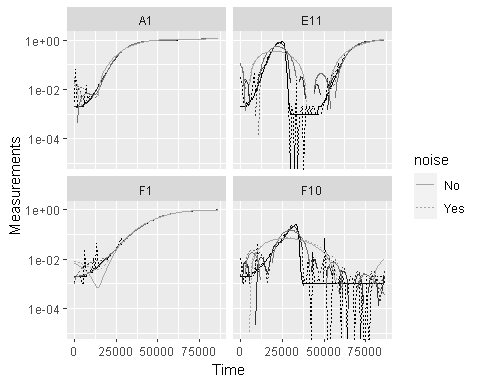 A1
E11
1e+00
1e-02
1e-04
F1
F10
1e+00
1e-02
1e-04
0
25000
50000
75000
0
25000
50000
75000
Time
Measurements
noise
No
Yes